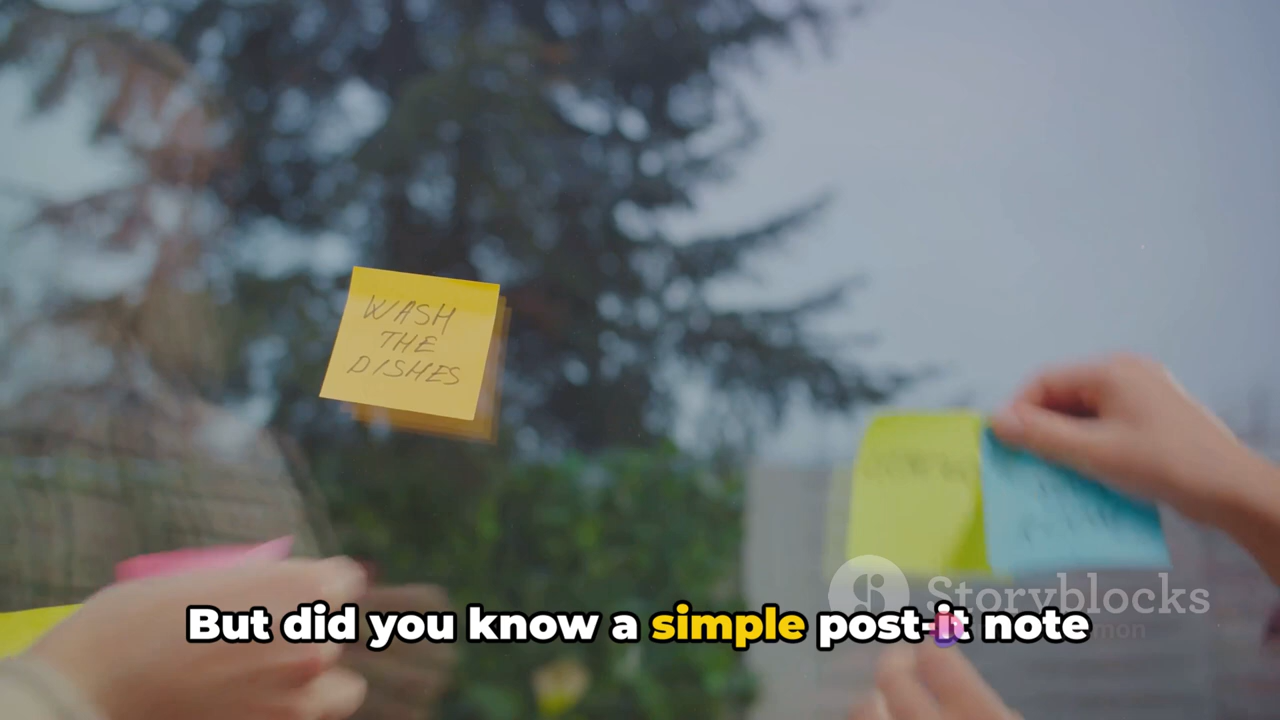 WASH
THE
DISHES
Storyblocks
But did you know a simple post-it note